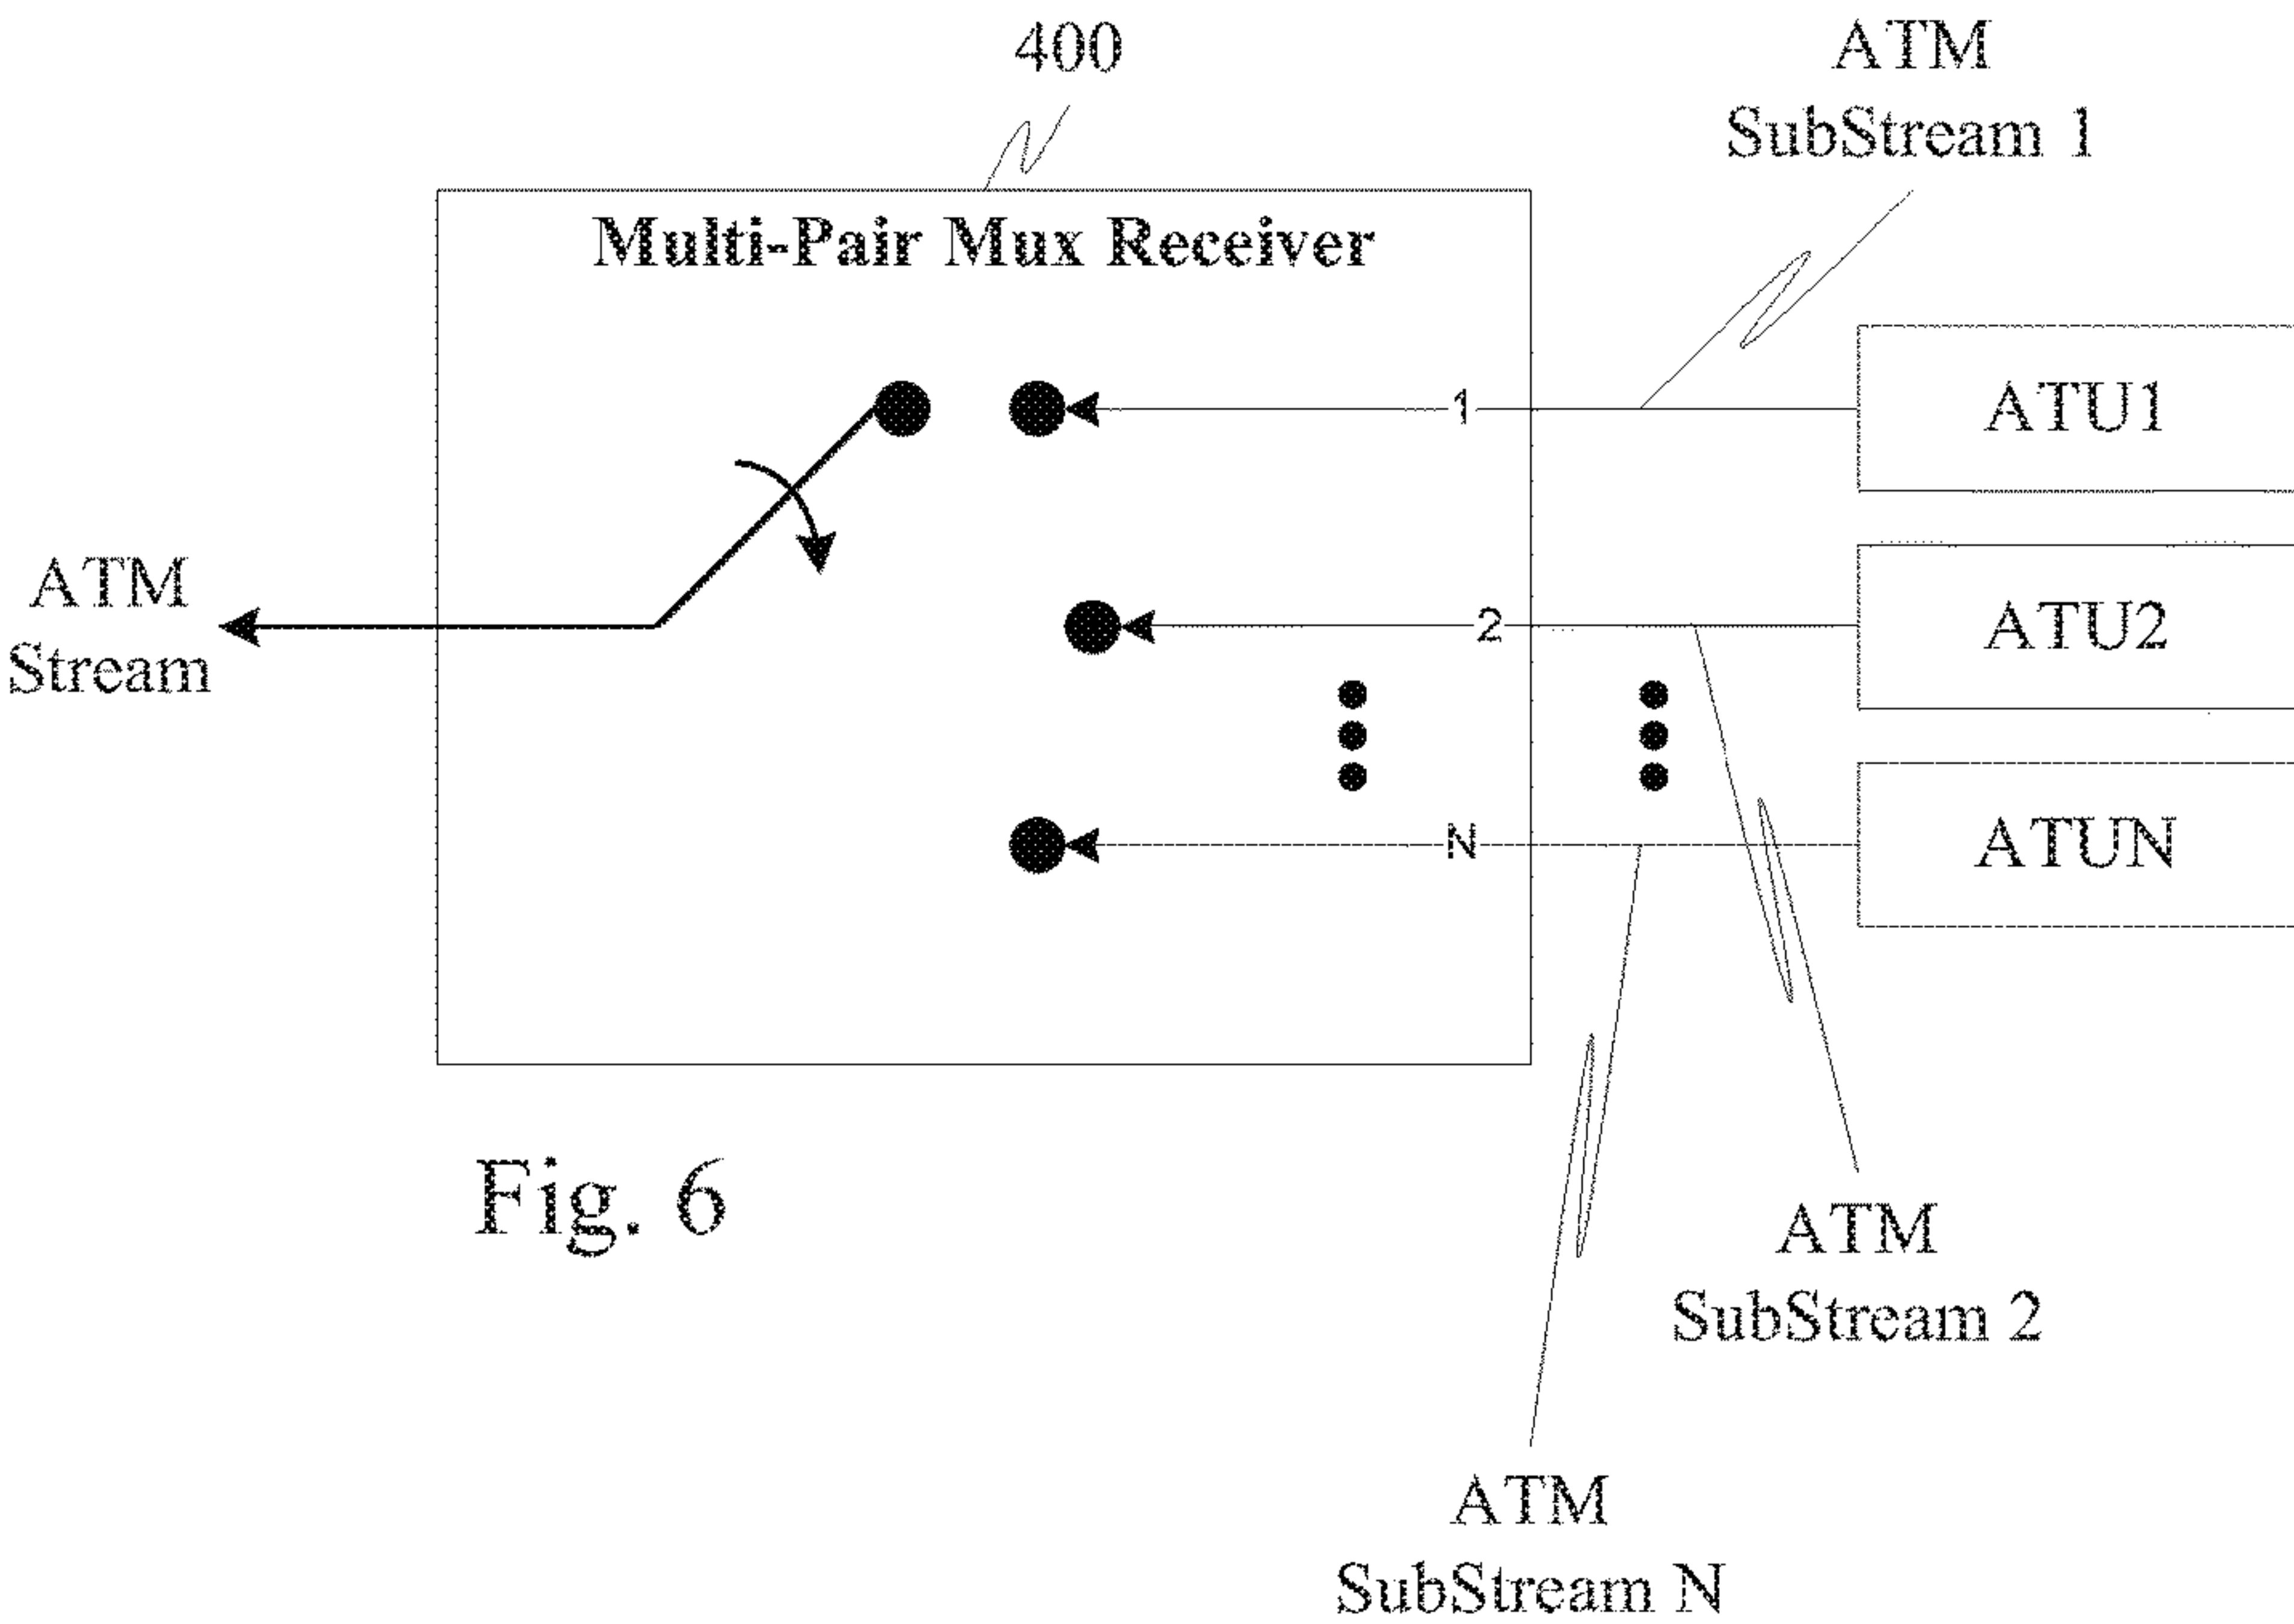 400
ATM
SubStream 1
Multi-Pair Mux Receiver
1
ATU1
ATM
Stream
2
ATU2
N
ATUN
Fig. 6
ATM
SubStream 2
ATM
SubStream N